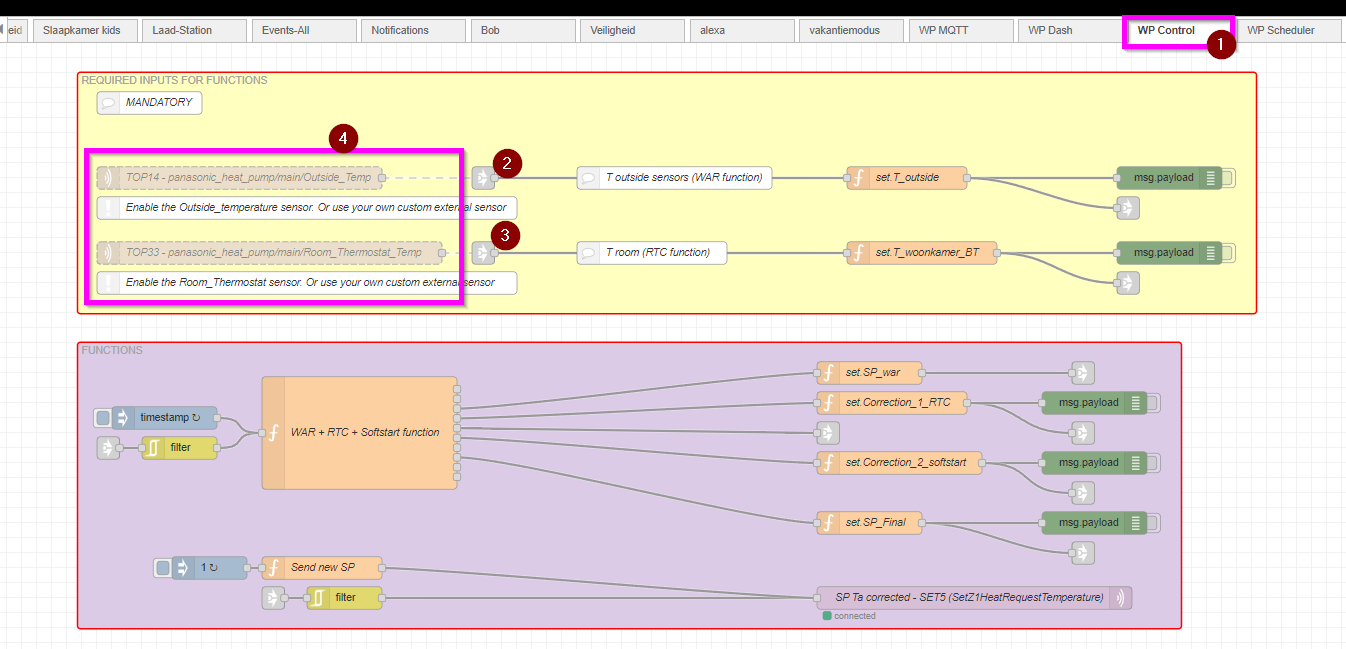 eid
Slaapkamer kids
Laad-Station
Events-All
Notifications
Bob
Veiligheid
alexa
vakantiemodus
WP MQTT
WP Dash
WP Control
WP Scheduler
1
REQUIRED INPUTS FOR FUNCTIONS
MANDATORY
4
2
TOP14 - panasonic_heat_pump/main/Outside_Temp
T outside sensors (WAR function)
set.T_outside
msg.payload
Enable the Outside_temperature sensor. Or use your own custom external sensor
3
TOP33 - panasonic_heat_pump/main/Room_Thermostat_Temp
T room (RTC function)
set.T_woonkamer_BT
msg.payload
Enable the Room_Thermostat sensor. Or use your own custom external sensor
FUNCTIONS
set.SP_war
timestamp ↻
set.Correction_1_RTC
msg.payload
WAR + RTC + Softstart function
filter
set.Correction_2_softstart
msg.payload
set.SP_Final
msg.payload
1 ↻
Send new SP
filter
SP Ta corrected - SET5 (SetZ1HeatRequestTemperature)
connected